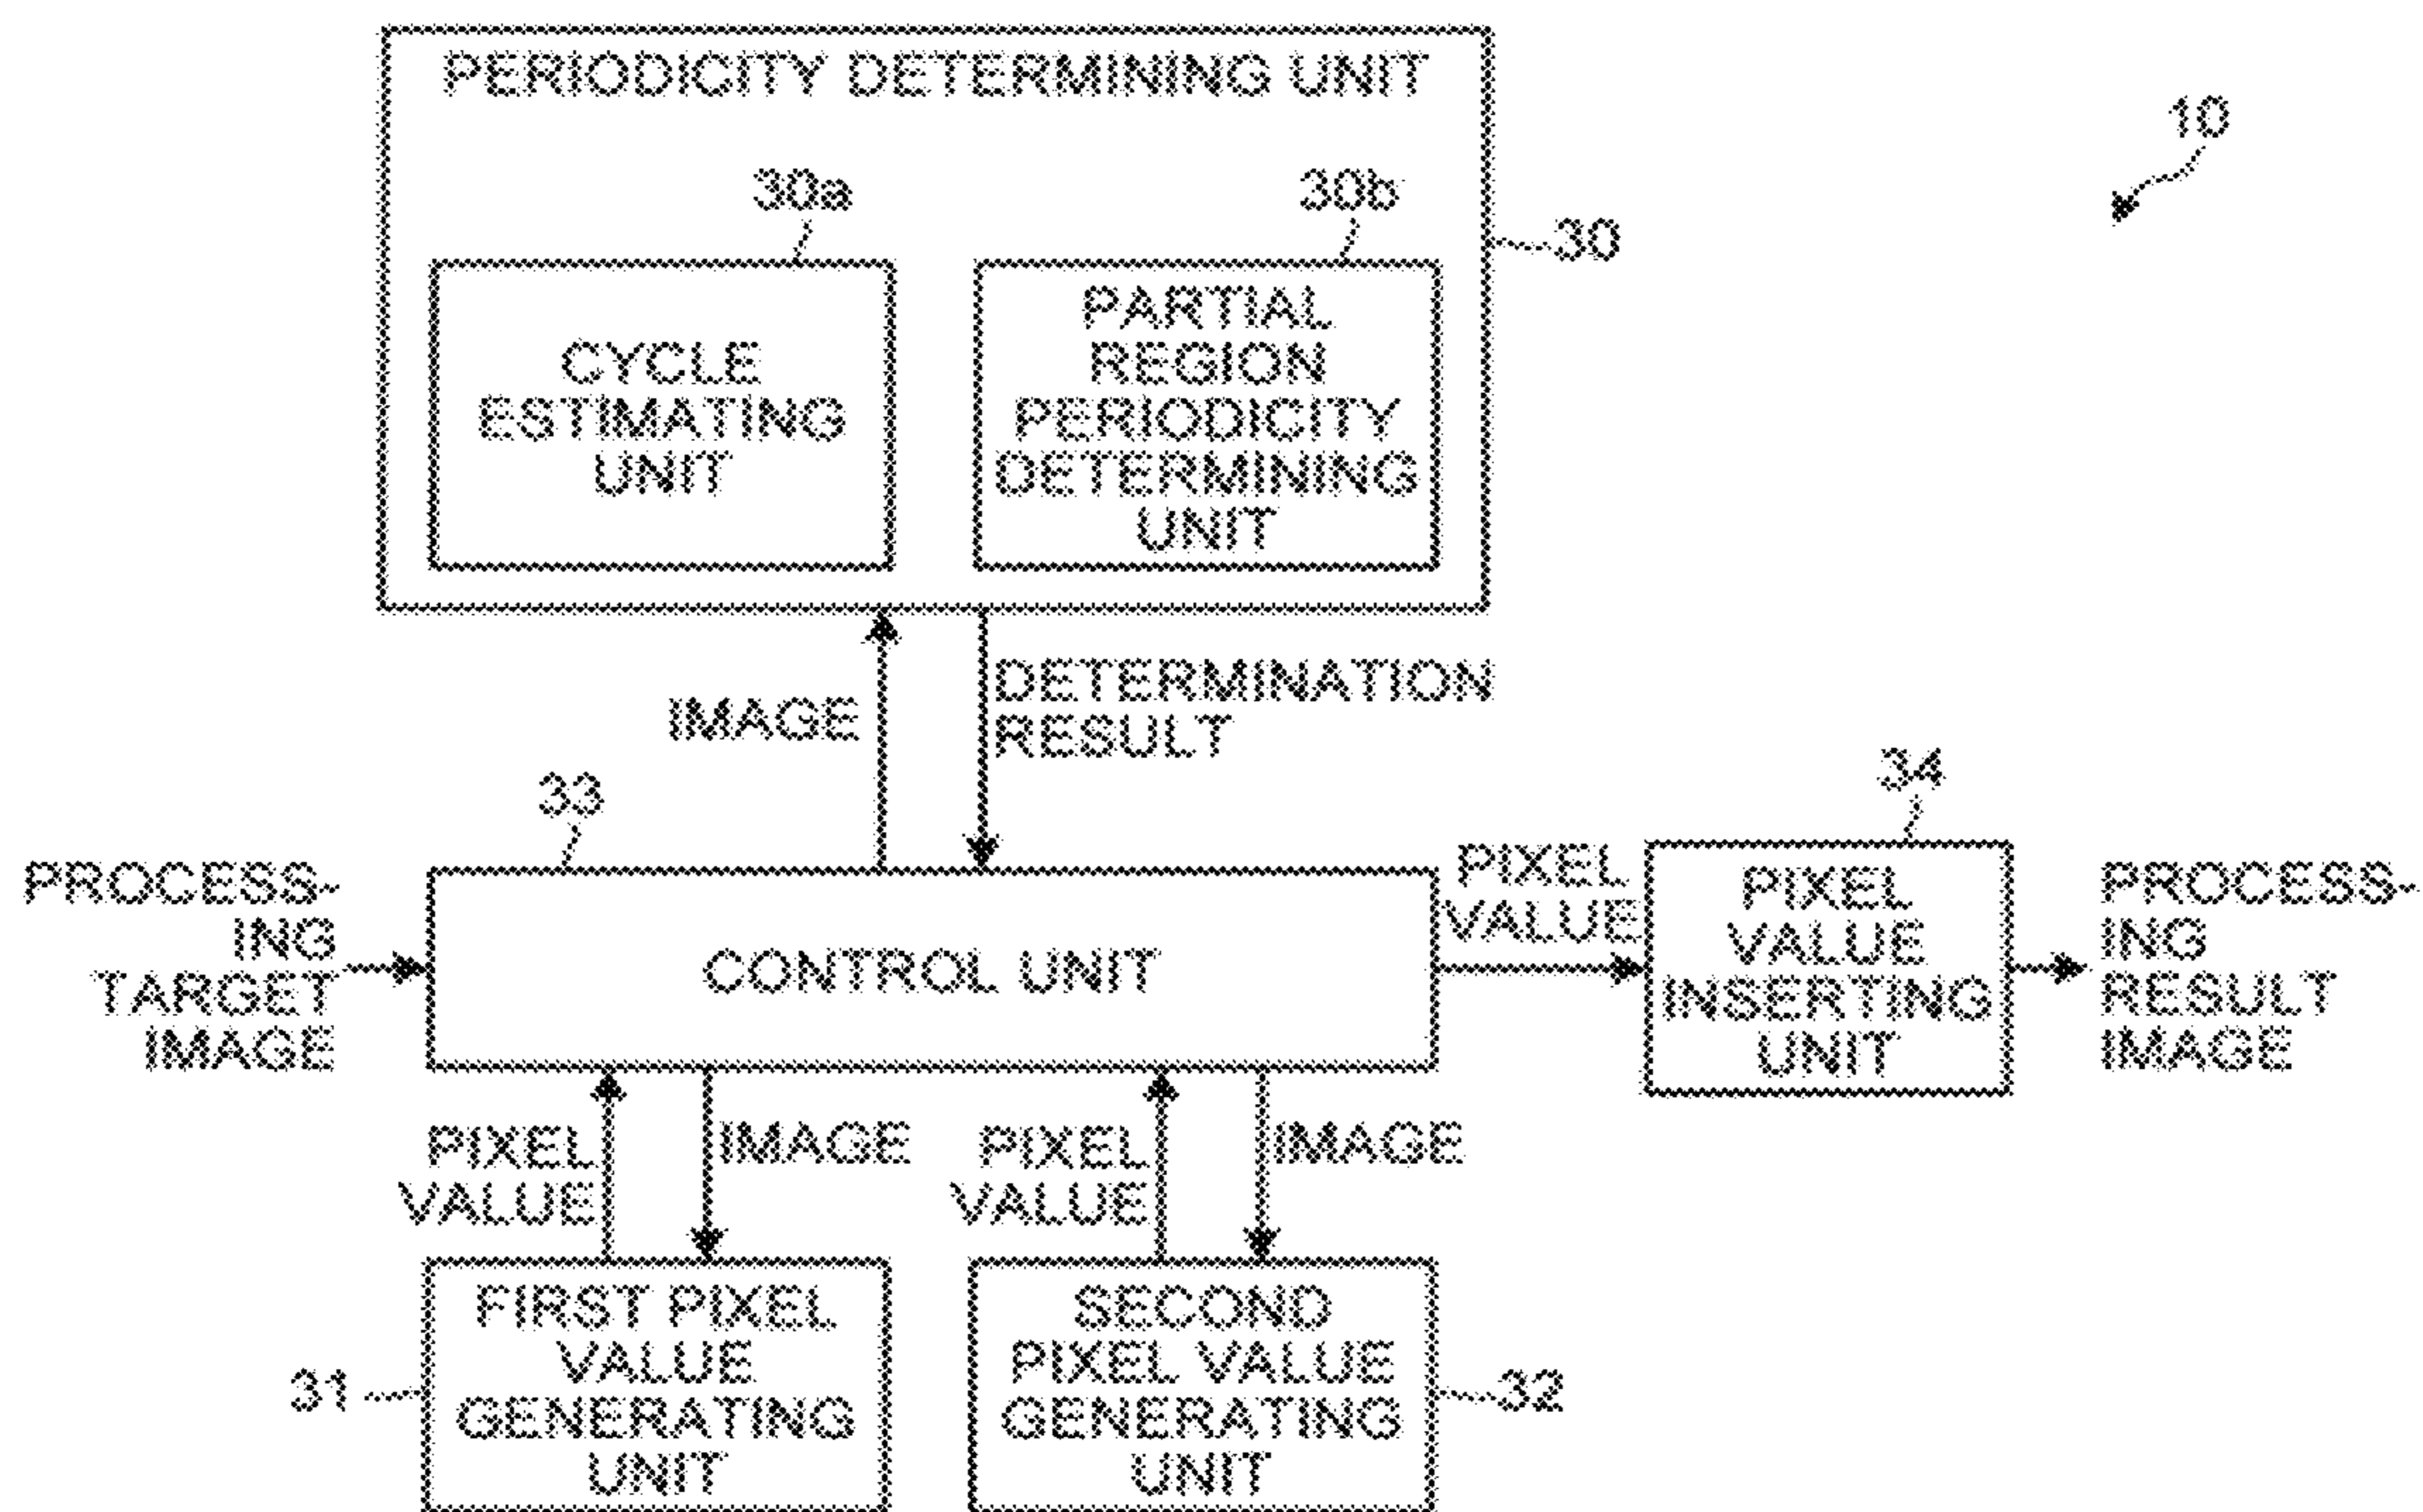 PERIODICITY DETERMINING UNIT
10
30a
30b
30
CYCLE
ESTIMATING
UNIT
PARTIAL
REGION
PERIODICITY
DETERMINING
UNIT
IMAGE
DETERMINATION
RESULT
33
34
PROCESS-
ING
TARGET
IMAGE
CONTROL UNIT
PIXEL
VALUE
PIXEL
VALUE
INSERTING
UNIT
PROCESS-
ING
RESULT
IMAGE
PIXEL
VALUE
IMAGE
PIXEL
VALUE
IMAGE
31
FIRST PIXEL
VALUE
GENERATING
UNIT
SECOND
PIXEL VALUE
GENERATING
UNIT
32